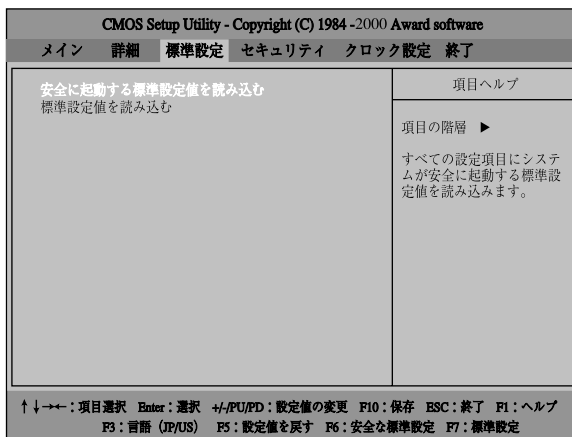 CMOS Setup Utility - Copyright (C) 1984 -2000 Award software
メイン 詳細 標準設定 セキュリティ クロック設定 終了
安全に起動する標準設定値を読み込む
標準設定値を読み込む
項目ヘルプ
項目の階層 ▶
すべての設定項目にシステ
ムが安全に起動する標準設
定値を読み込みます。
↑↓→←:項目選択 Enter:選択 +/-/PU/PD:設定値の変更 F10:保存 ESC:終了 F1:ヘルプ
F3:言語 (JP/US) F5:設定値を戻す F6:安全な標準設定 F7:標準設定